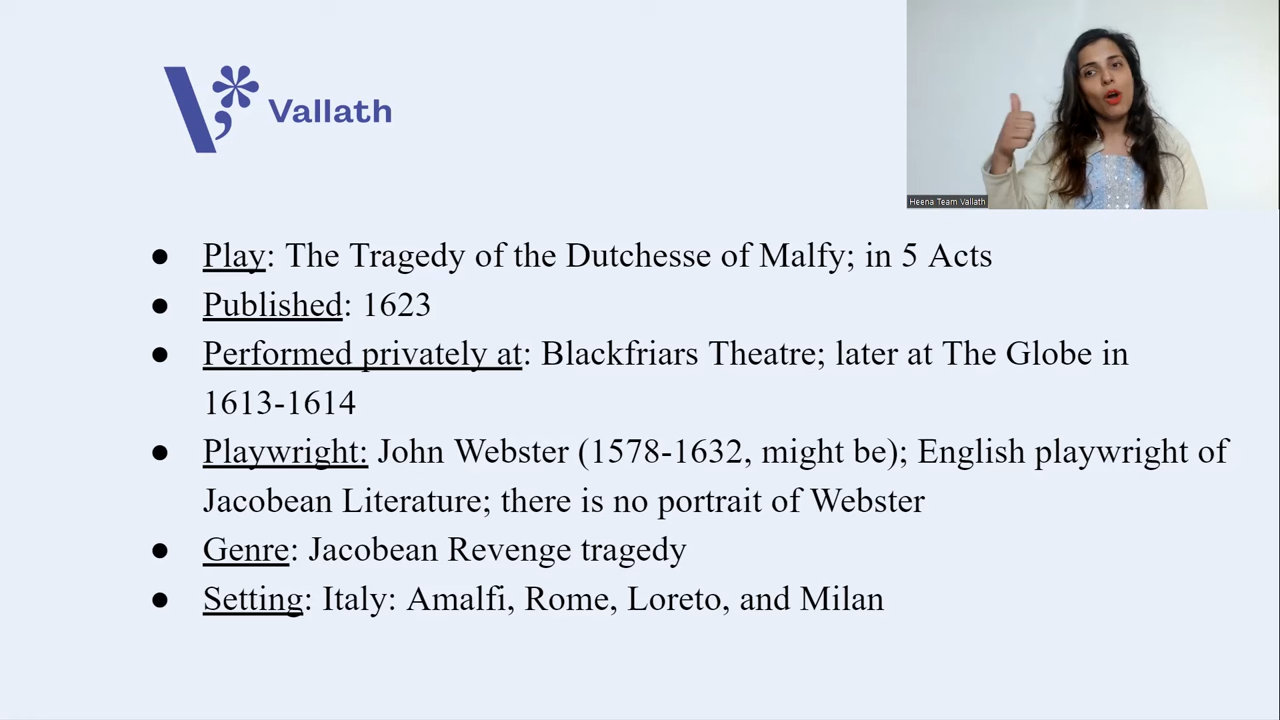 Vallath
Heena Team Vallath
● Play: The Tragedy of the Dutchesse of Malfy; in 5 Acts
● Published: 1623
● Performed privately at: Blackfriars Theatre; later at The Globe in
1613-1614
● Playwright: John Webster (1578-1632, might be); English playwright of
Jacobean Literature; there is no portrait of Webster
● Genre: Jacobean Revenge tragedy
● Setting: Italy: Amalfi, Rome, Loreto, and Milan